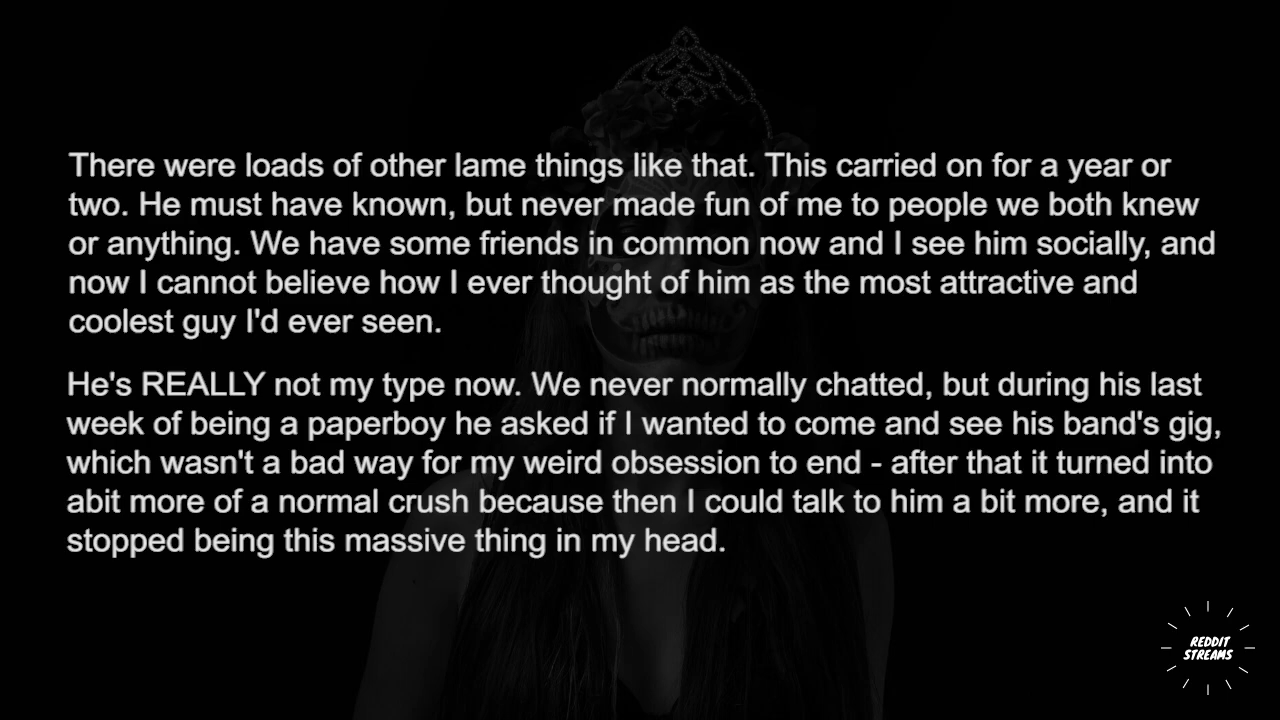 There were loads of other lame things like that. This carried on for a year or
two. He must have known, but never made fun of me to people we both knew
or anything. We have some friends in common now and I see him socially, and
now I cannot believe how I ever thought of him as the most attractive and
coolest guy I'd ever seen.
He's REALLY not my type now. We never normally chatted, but during his last
week of being a paperboy he asked if I wanted to come and see his band's gig,
which wasn't a bad way for my weird obsession to end - after that it turned into
abit more of a normal crush because then I could talk to him a bit more, and it
stopped being this massive thing in my head.
REDDIT
STREAMS